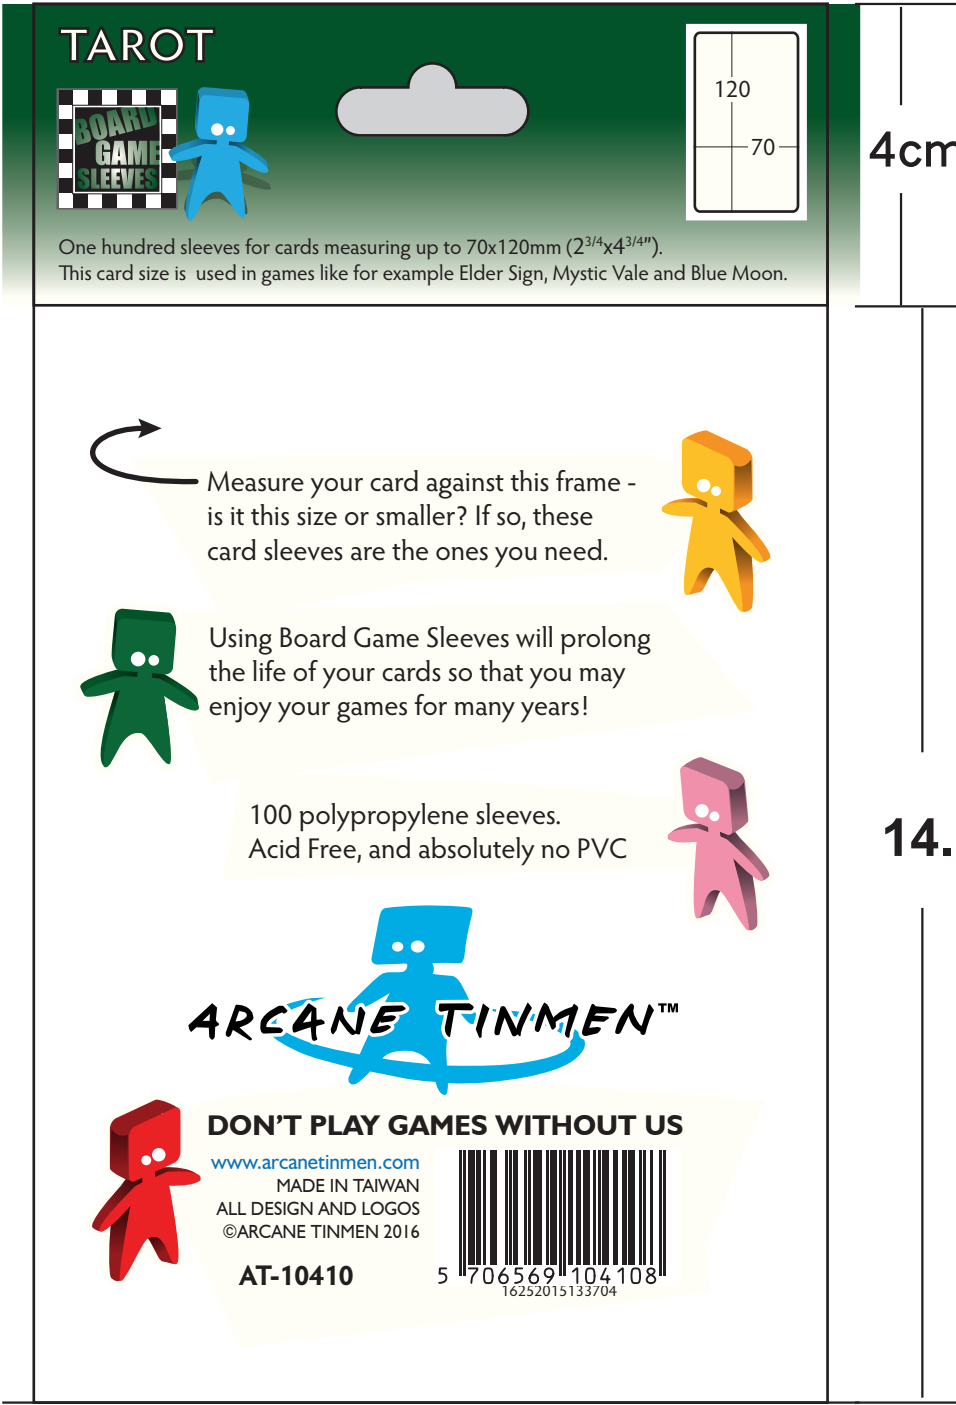 TAROT
BOARD
GAME
SLEEVES
120
70
4cm
One hundred sleeves for cards measuring up to 70x120mm (2 3/4x4 3/4").
This card size is used in games like for example Elder Sign, Mystic Vale and Blue Moon.
Measure your card against this frame -
is it this size or smaller? If so, these
card sleeves are the ones you need.
Using Board Game Sleeves will prolong
the life of your cards so that you may
enjoy your games for many years!
100 polypropylene sleeves.
Acid Free, and absolutely no PVC
14.
ARCANE TINMEN™
DON'T PLAY GAMES WITHOUT US
www.arcanetinmen.com
MADE IN TAIWAN
ALL DESIGN AND LOGOS
©ARCANE TINMEN 2016
AT-10410
5 706569 104108
16252015133704